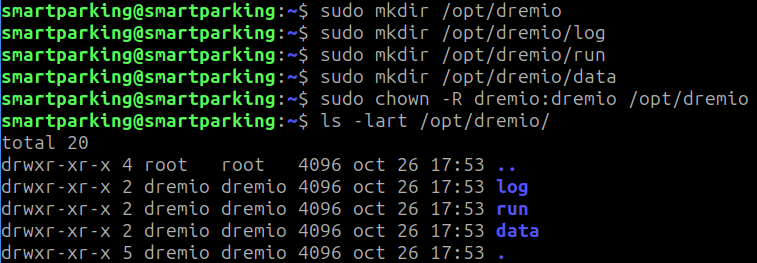 smartparking@smartparking:~$ sudo mkdir /opt/dremio
smartparking@smartparking:~$ sudo mkdir /opt/dremio/log
smartparking@smartparking:~$ sudo mkdir /opt/dremio/run
smartparking@smartparking:~$ sudo mkdir /opt/dremio/data
smartparking@smartparking:~$ sudo chown -R dremio:dremio /opt/dremio
smartparking@smartparking:~$ ls -lart /opt/dremio/
total 20
drwxr-xr-x 4 root   root   4096 oct 26 17:53 ..
drwxr-xr-x 2 dremio dremio 4096 oct 26 17:53 log
drwxr-xr-x 2 dremio dremio 4096 oct 26 17:53 run
drwxr-xr-x 2 dremio dremio 4096 oct 26 17:53 data
drwxr-xr-x 5 dremio dremio 4096 oct 26 17:53 .